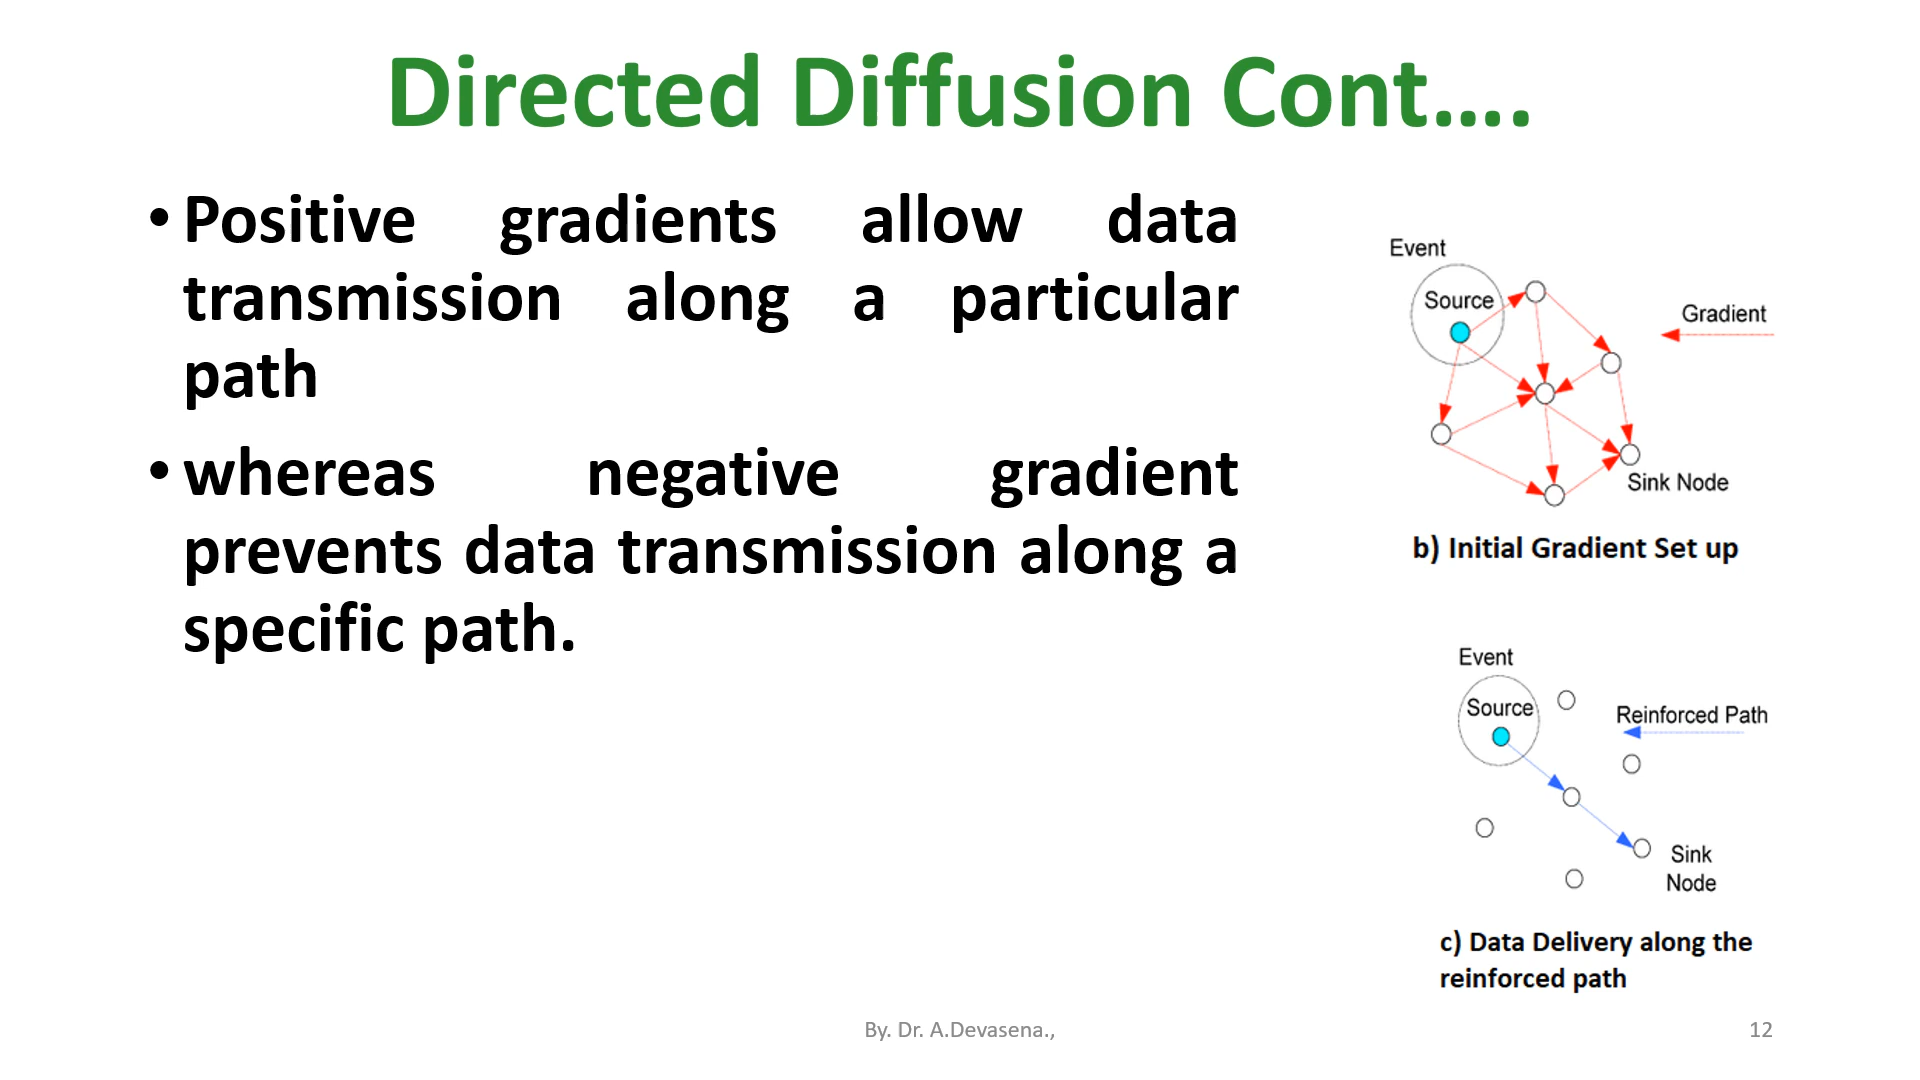 Directed Diffusion Cont….
• Positive gradients allow data
transmission along a particular
path
• whereas negative gradient
prevents data transmission along a
specific path.
Event
Source
Gradient
Sink Node
b) Initial Gradient Set up
Event
Source
Reinforced Path
Sink
Node
c) Data Delivery along the
reinforced path
By. Dr. A.Devasena.,
12